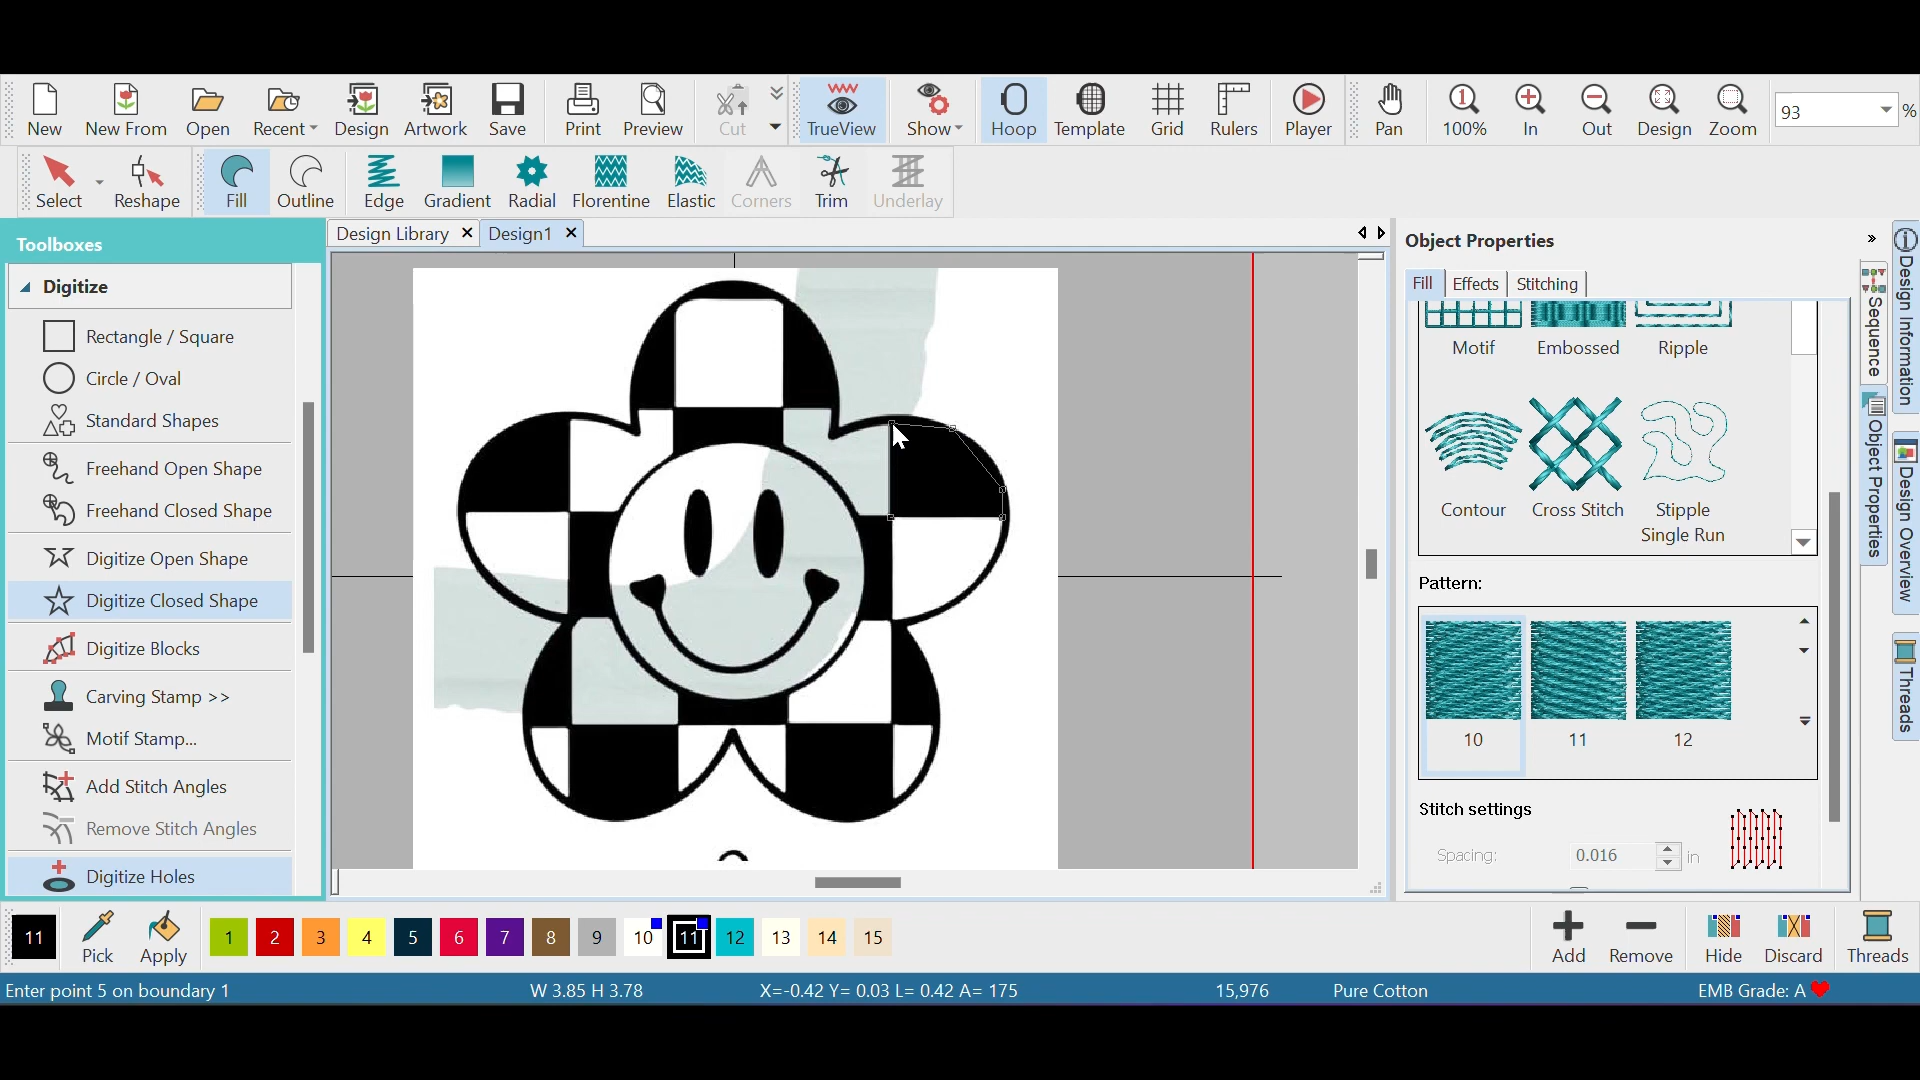 New New From Open Recent Design Artwork Save Print Preview Cut TrueView Show Hoop Template Grid Rulers Player Pan 1 100% In Out Design Zoom 93 %
Select Reshape Fill Outline Edge Gradient Radial Florentine Elastic Corners Trim Underlay
Toolboxes
Digitize
Rectangle / Square
Circle / Oval
Standard Shapes
Freehand Open Shape
Freehand Closed Shape
Digitize Open Shape
Digitize Closed Shape
Digitize Blocks
Carving Stamp >>
Motif Stamp...
Add Stitch Angles
Remove Stitch Angles
Digitize Holes
Design Library Design1
Object Properties
Fill Effects Stitching
Motif Embossed Ripple
Contour Cross Stitch Stipple
Single Run
Pattern:
10 11 12
Stitch settings
Spacing: 0.016 in
Sequence
Object Properties
Design Information
Design Overview
Threads
11 Pick Apply 1 2 3 4 5 6 7 8 9 10 11 12 13 14 15 Add Remove Hide Discard Threads
Enter point 5 on boundary 1 W 3.85 H 3.78 X=-0.42 Y= 0.03 L= 0.42 A= 175 15,976 Pure Cotton EMB Grade: A